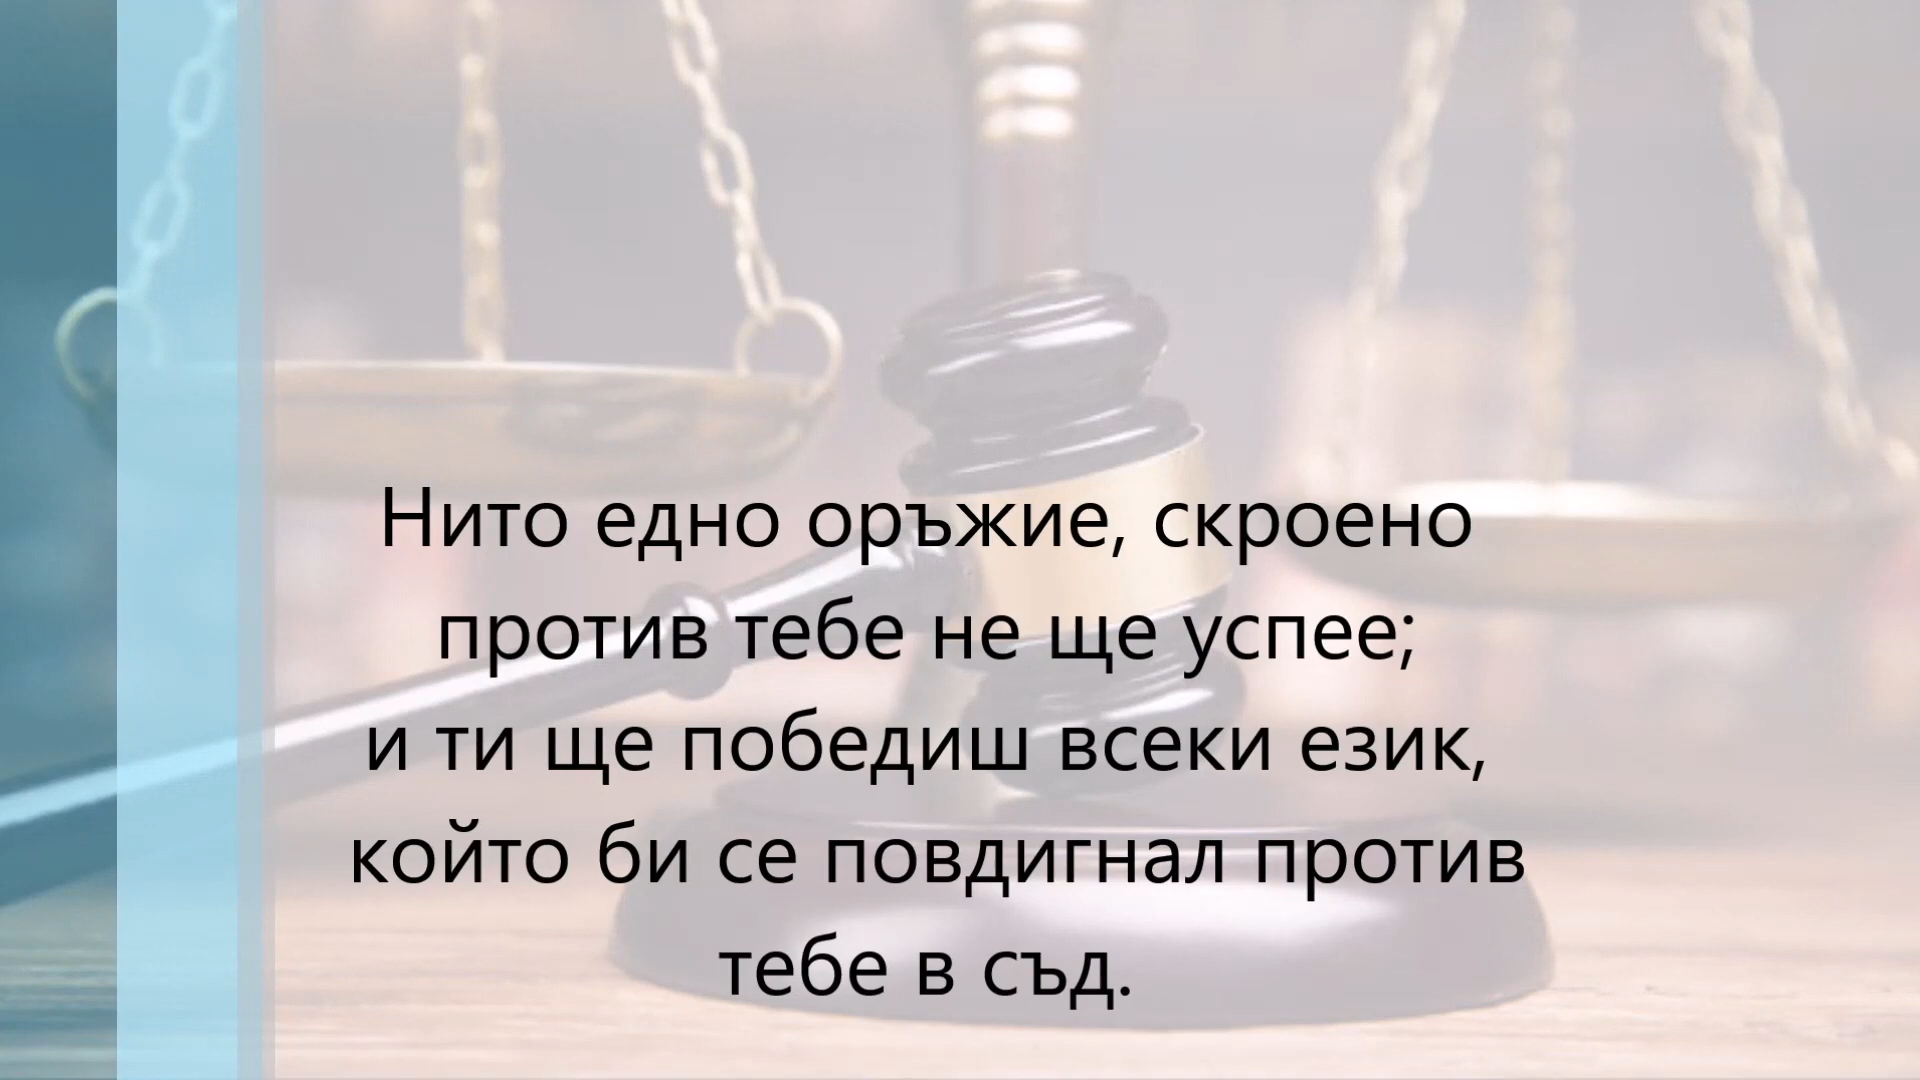 Нито едно оръжие, скроено
против тебе не ще успее;
и ти ще победиш всеки език,
който би се повдигнал против
тебе в съд.